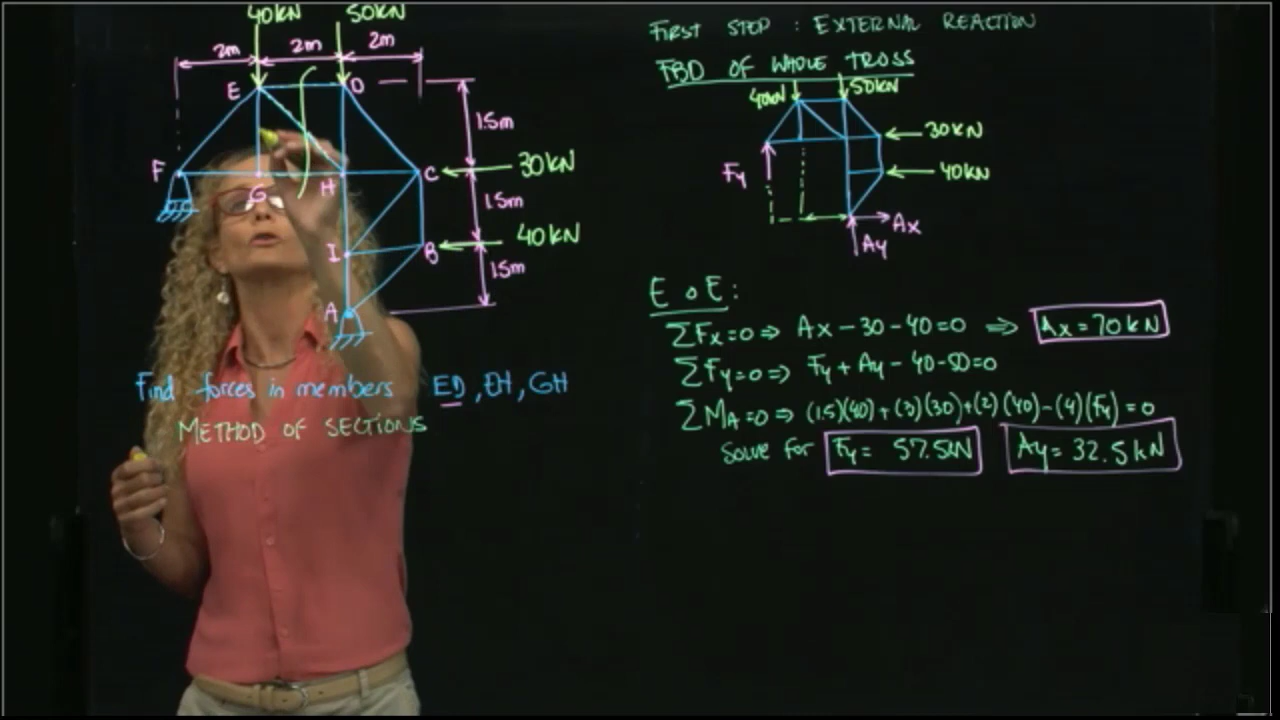 40KN 50KN
2m 2m 2m
E D
1.5m
F G H C 30KN
1.5m
I B 40KN
1.5m
A
Find forces in members ED, EH, GH
METHOD OF SECTIONS
FIRST STEP : EXTERNAL REACTION
FBD OF WHOLE TROSS
40KN 50KN
30KN
Fy 40KN
Ax
Ay
EoE:
ΣFx=0 ⇒ Ax - 30 - 40 = 0 ⇒ Ax = 70KN
ΣFy=0 ⇒ Fy + Ay - 40 - 50 = 0
ΣMA=0 ⇒ (1.5)(40) + (3)(30) + (2)(40) - (4)(Fy) = 0
Solve for Fy = 57.5KN Ay = 32.5KN